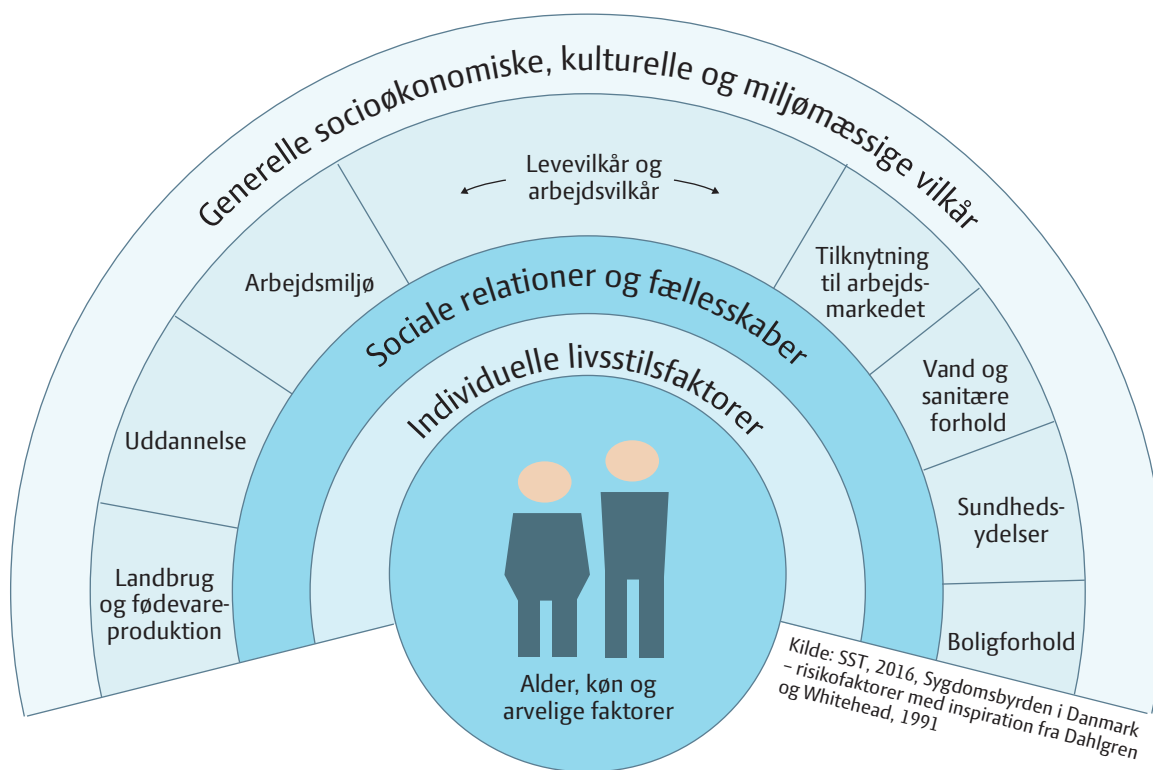 Generelle socioøkonomiske, kulturelle og miljømæssige vilkår
Levevilkår og
arbejdsvilkår
Arbejdsmiljø
Uddannelse
Landbrug
og fødevare-
produktion
Tilknytning
til arbejds-
markedet
Vand og
sanitære
forhold
Sundheds-
ydelser
Boligforhold
Sociale relationer og fællesskaber
Individuelle livsstilsfaktorer
Alder, køn og
arvelige faktorer
Kilde: SST, 2016, Sygdomsbyrden i Danmark
– risikofaktorer med inspiration fra Dahlgren
og Whitehead, 1991